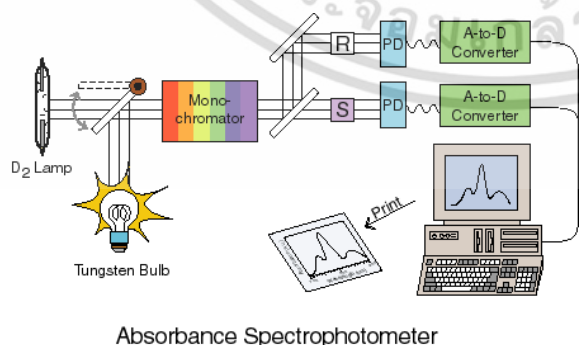 R
PD
A-to-D
Converter
Mono-
chromator
S
PD
A-to-D
Converter
D2 Lamp
Print
Tungsten Bulb
Absorbance Spectrophotometer